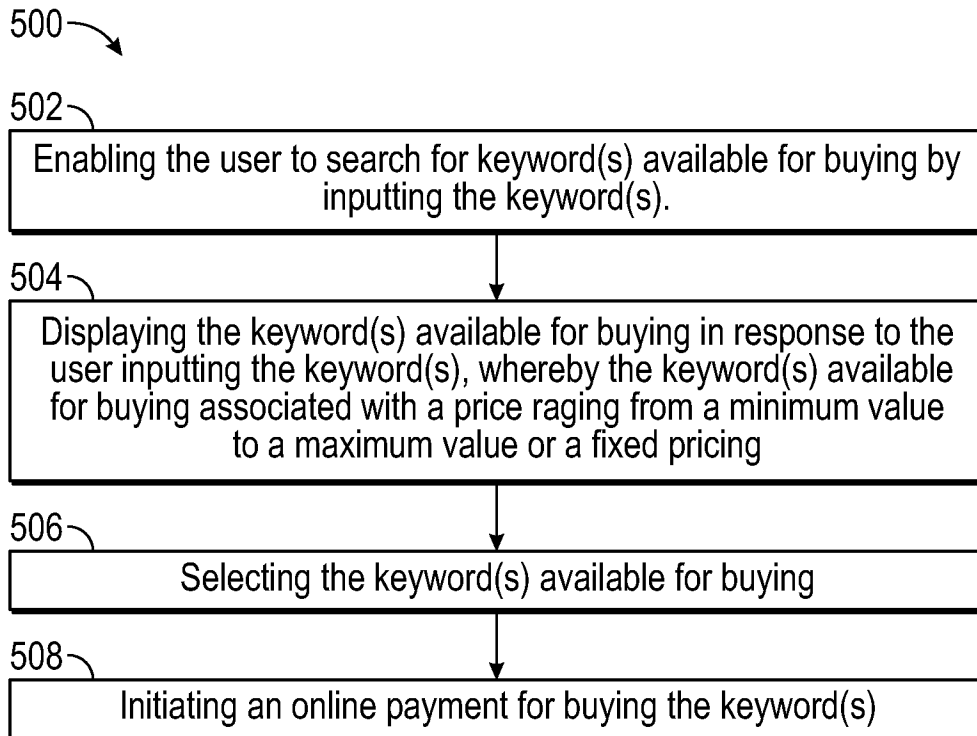 500
502
Enabling the user to search for keyword(s) available for buying by
inputting the keyword(s).
504
Displaying the keyword(s) available for buying in response to the
user inputting the keyword(s), whereby the keyword(s) available
for buying associated with a price raging from a minimum value
to a maximum value or a fixed pricing
506
Selecting the keyword(s) available for buying
508
Initiating an online payment for buying the keyword(s)